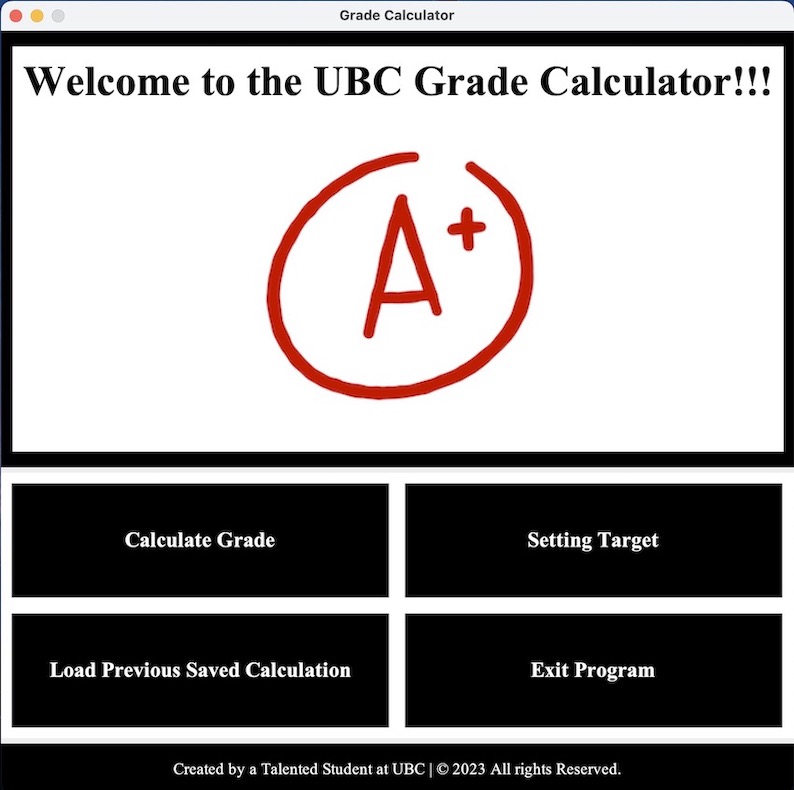 Grade Calculator
Welcome to the UBC Grade Calculator!!!
A+
Calculate Grade
Setting Target
Load Previous Saved Calculation
Exit Program
Created by a Talented Student at UBC | © 2023 All rights Reserved.